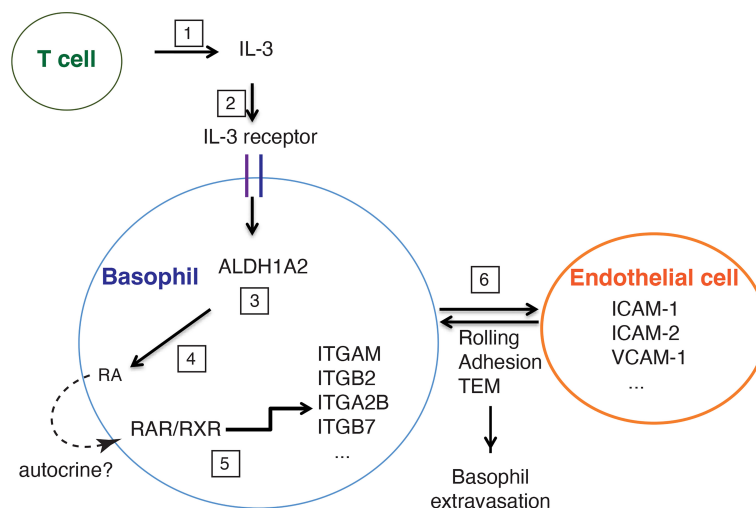 T cell
1
IL-3
2
IL-3 receptor
Basophil
ALDH1A2
3
4
RA
autocrine?
RAR/RXR
5
ITGAM
ITGB2
ITGA2B
ITGB7
...
6
Rolling
Adhesion
TEM
Basophil
extravasation
Endothelial cell
ICAM-1
ICAM-2
VCAM-1
...